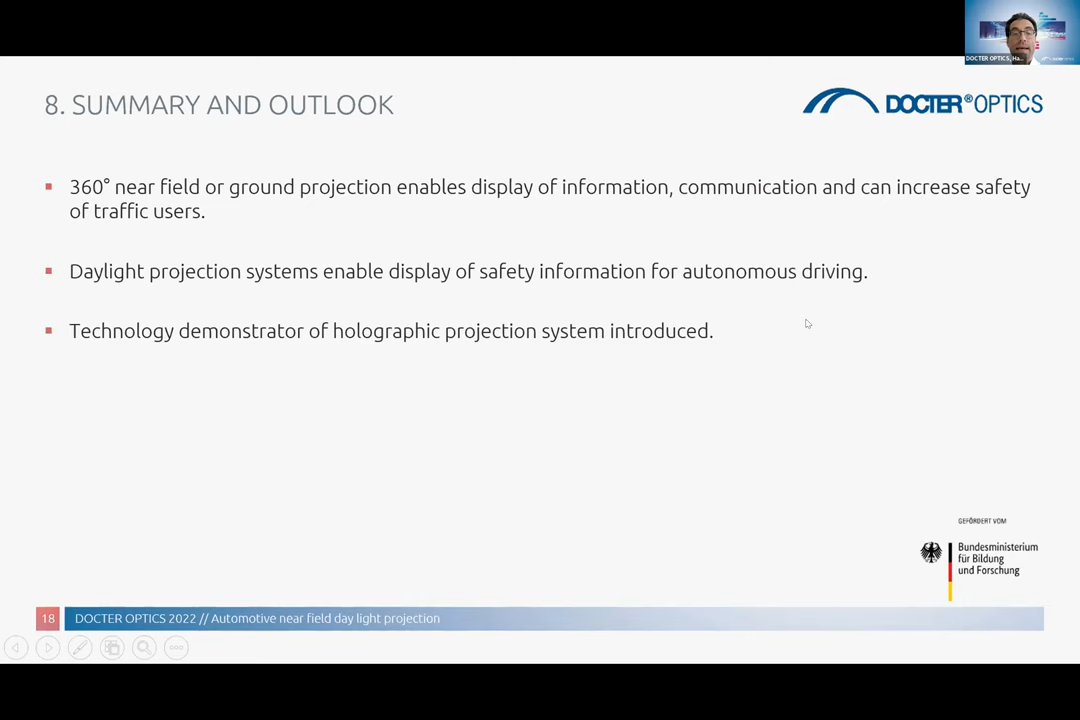 DOCTER OPTICS, Ha...
8. SUMMARY AND OUTLOOK
DOCTER®OPTICS
▪ 360° near field or ground projection enables display of information, communication and can increase safety
of traffic users.
▪ Daylight projection systems enable display of safety information for autonomous driving.
▪ Technology demonstrator of holographic projection system introduced.
GEFÖRDERT VOM
Bundesministerium
für Bildung
und Forschung
18
DOCTER OPTICS 2022 // Automotive near field day light projection